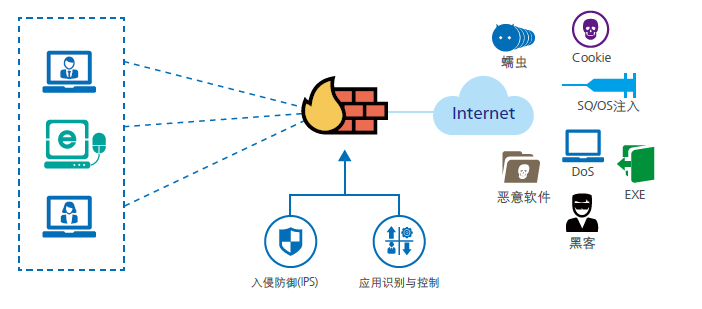 蠕虫
Cookie
Internet
SQ/OS注入
DoS
恶意软件
EXE
黑客
入侵防御(IPS)
应用识别与控制